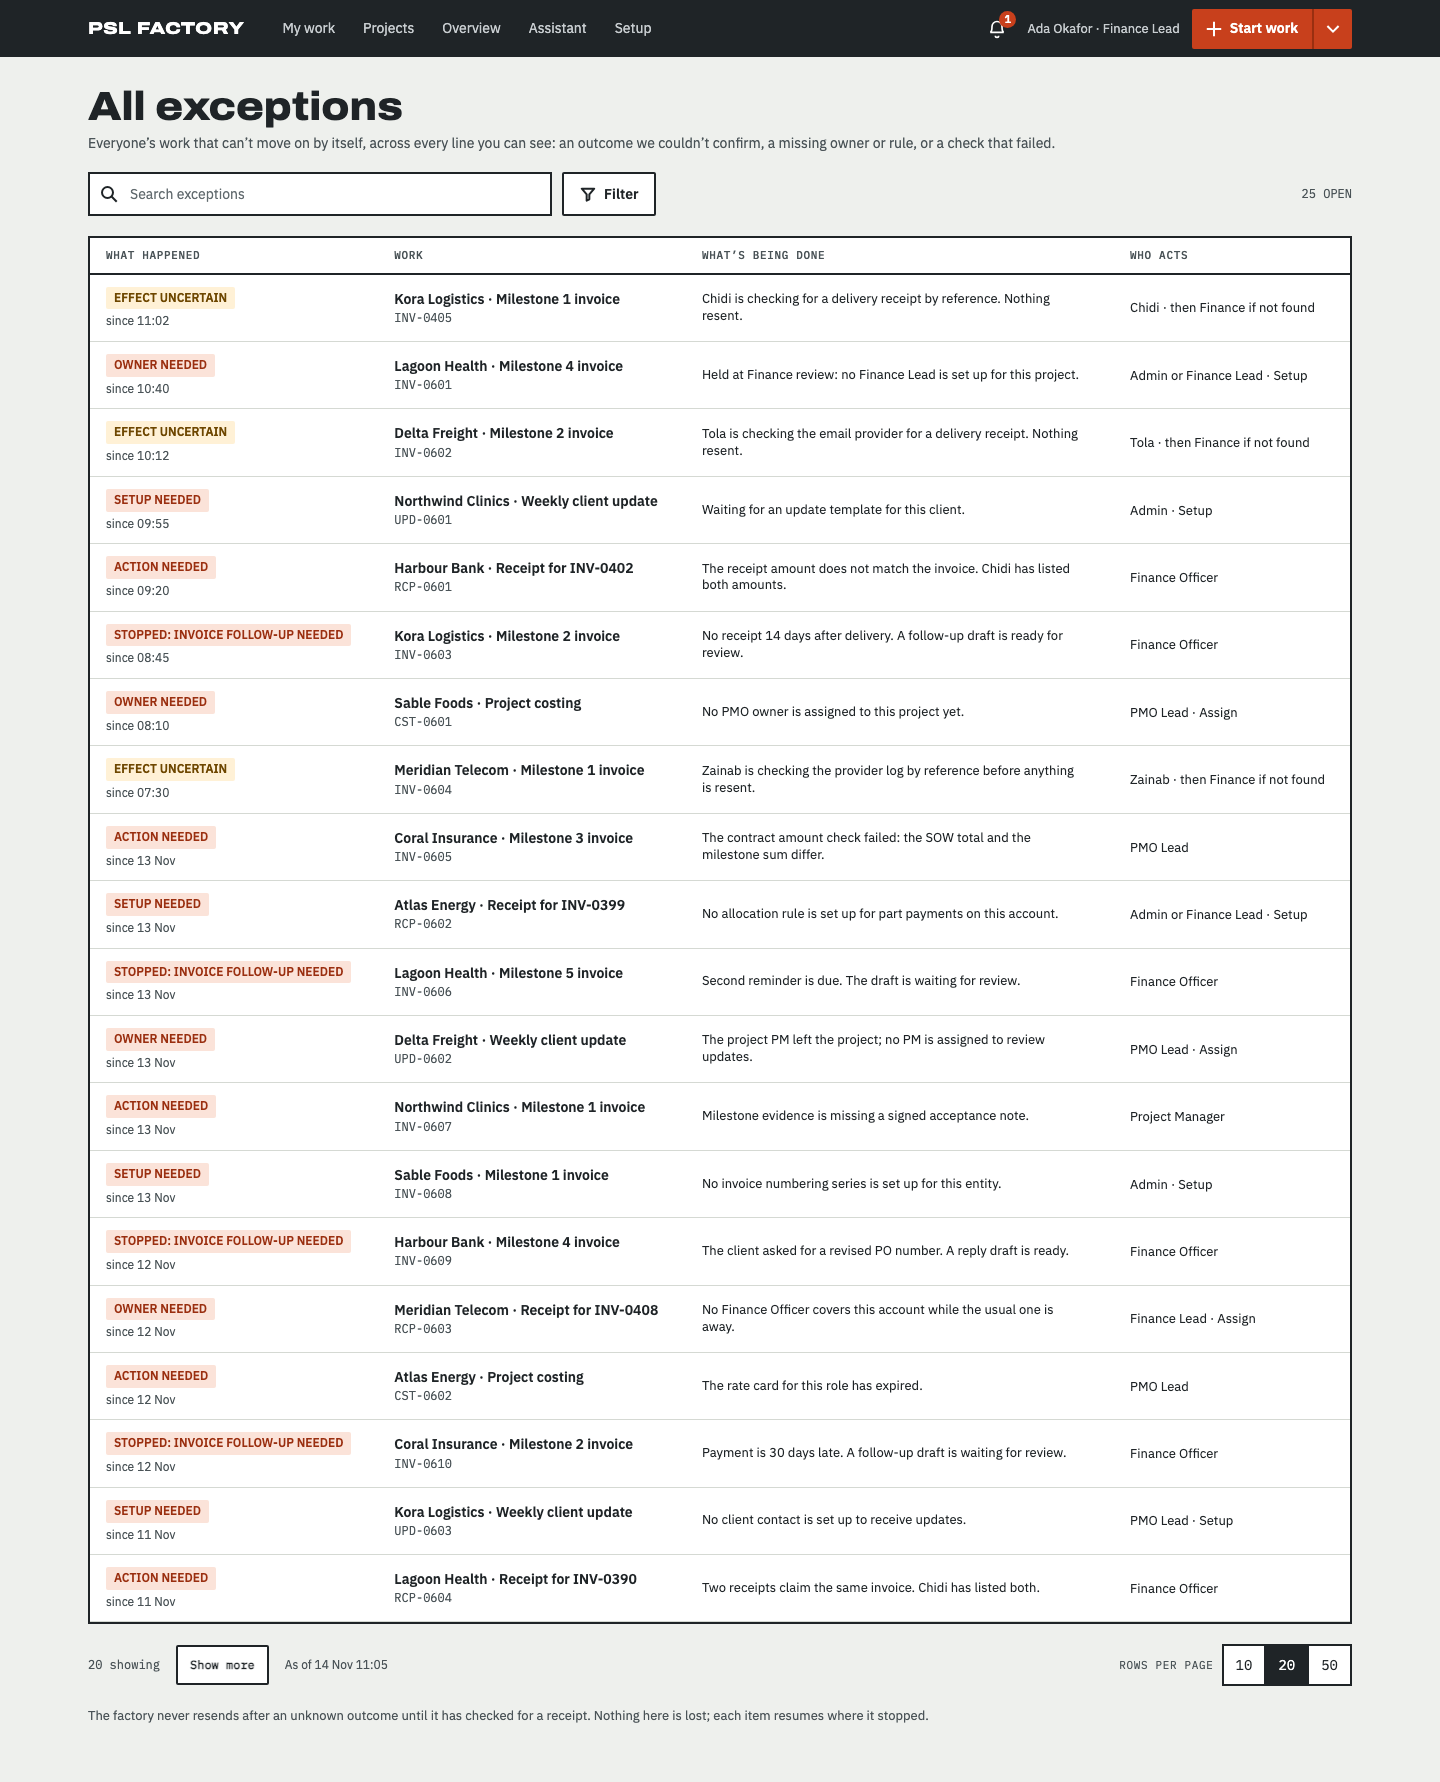 PSL FACTORY My work Projects Overview Assistant Setup 1 Ada Okafor · Finance Lead Start work
All exceptions
Everyone’s work that can’t move on by itself, across every line you can see: an outcome we couldn’t confirm, a missing owner or rule, or a check that failed.
Search exceptions Filter 25 OPEN
WHAT HAPPENED WORK WHAT’S BEING DONE WHO ACTS
EFFECT UNCERTAIN
since 11:02
Kora Logistics · Milestone 1 invoice
INV-0405
Chidi is checking for a delivery receipt by reference. Nothing
resent.
Chidi · then Finance if not found
OWNER NEEDED
since 10:40
Lagoon Health · Milestone 4 invoice
INV-0601
Held at Finance review: no Finance Lead is set up for this project.
Admin or Finance Lead · Setup
EFFECT UNCERTAIN
since 10:12
Delta Freight · Milestone 2 invoice
INV-0602
Tola is checking the email provider for a delivery receipt. Nothing
resent.
Tola · then Finance if not found
SETUP NEEDED
since 09:55
Northwind Clinics · Weekly client update
UPD-0601
Waiting for an update template for this client.
Admin · Setup
ACTION NEEDED
since 09:20
Harbour Bank · Receipt for INV-0402
RCP-0601
The receipt amount does not match the invoice. Chidi has listed
both amounts.
Finance Officer
STOPPED: INVOICE FOLLOW-UP NEEDED
since 08:45
Kora Logistics · Milestone 2 invoice
INV-0603
No receipt 14 days after delivery. A follow-up draft is ready for
review.
Finance Officer
OWNER NEEDED
since 08:10
Sable Foods · Project costing
CST-0601
No PMO owner is assigned to this project yet.
PMO Lead · Assign
EFFECT UNCERTAIN
since 07:30
Meridian Telecom · Milestone 1 invoice
INV-0604
Zainab is checking the provider log by reference before anything
is resent.
Zainab · then Finance if not found
ACTION NEEDED
since 13 Nov
Coral Insurance · Milestone 3 invoice
INV-0605
The contract amount check failed: the SOW total and the
milestone sum differ.
PMO Lead
SETUP NEEDED
since 13 Nov
Atlas Energy · Receipt for INV-0399
RCP-0602
No allocation rule is set up for part payments on this account.
Admin or Finance Lead · Setup
STOPPED: INVOICE FOLLOW-UP NEEDED
since 13 Nov
Lagoon Health · Milestone 5 invoice
INV-0606
Second reminder is due. The draft is waiting for review.
Finance Officer
OWNER NEEDED
since 13 Nov
Delta Freight · Weekly client update
UPD-0602
The project PM left the project; no PM is assigned to review
updates.
PMO Lead · Assign
ACTION NEEDED
since 13 Nov
Northwind Clinics · Milestone 1 invoice
INV-0607
Milestone evidence is missing a signed acceptance note.
Project Manager
SETUP NEEDED
since 13 Nov
Sable Foods · Milestone 1 invoice
INV-0608
No invoice numbering series is set up for this entity.
Admin · Setup
STOPPED: INVOICE FOLLOW-UP NEEDED
since 12 Nov
Harbour Bank · Milestone 4 invoice
INV-0609
The client asked for a revised PO number. A reply draft is ready.
Finance Officer
OWNER NEEDED
since 12 Nov
Meridian Telecom · Receipt for INV-0408
RCP-0603
No Finance Officer covers this account while the usual one is
away.
Finance Lead · Assign
ACTION NEEDED
since 12 Nov
Atlas Energy · Project costing
CST-0602
The rate card for this role has expired.
PMO Lead
STOPPED: INVOICE FOLLOW-UP NEEDED
since 12 Nov
Coral Insurance · Milestone 2 invoice
INV-0610
Payment is 30 days late. A follow-up draft is waiting for review.
Finance Officer
SETUP NEEDED
since 11 Nov
Kora Logistics · Weekly client update
UPD-0603
No client contact is set up to receive updates.
PMO Lead · Setup
ACTION NEEDED
since 11 Nov
Lagoon Health · Receipt for INV-0390
RCP-0604
Two receipts claim the same invoice. Chidi has listed both.
Finance Officer
20 showing Show more As of 14 Nov 11:05 ROWS PER PAGE 10 20 50
The factory never resends after an unknown outcome until it has checked for a receipt. Nothing here is lost; each item resumes where it stopped.